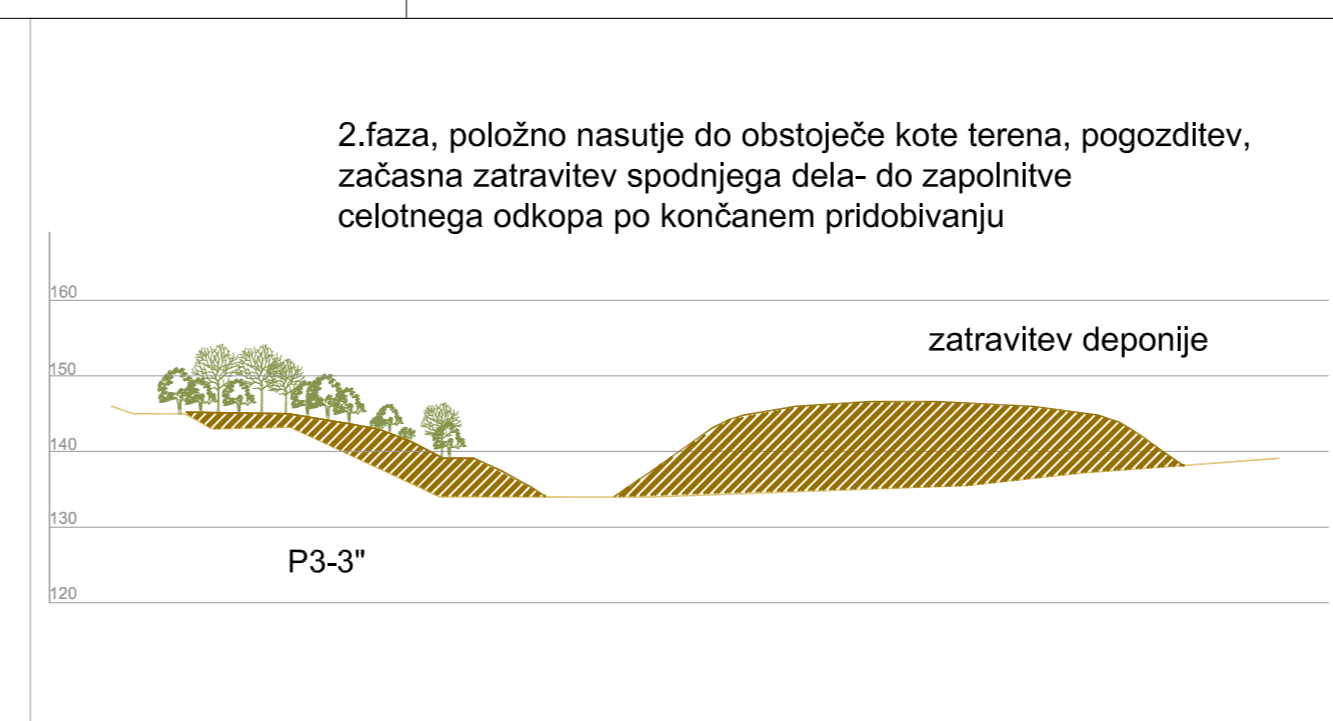 2.faza, položno nasutje do obstoječe kote terena, pogozditev,
začasna zatravitev spodnjega dela- do zapolnitve
celotnega odkopa po končanem pridobivanju
160
zatravitev deponije
150
140
130
P3-3"
120